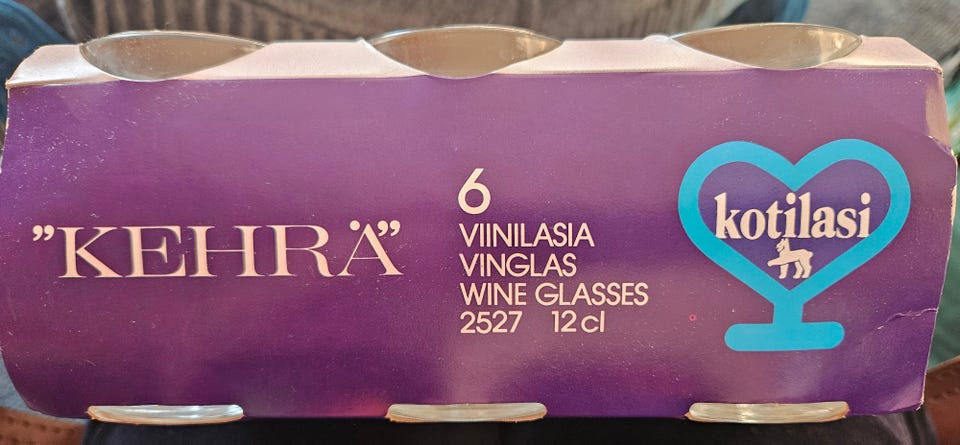 ”KEHRÄ”
6
VIINILASIA
VINGLAS
WINE GLASSES
2527 12 cl
kotilasi